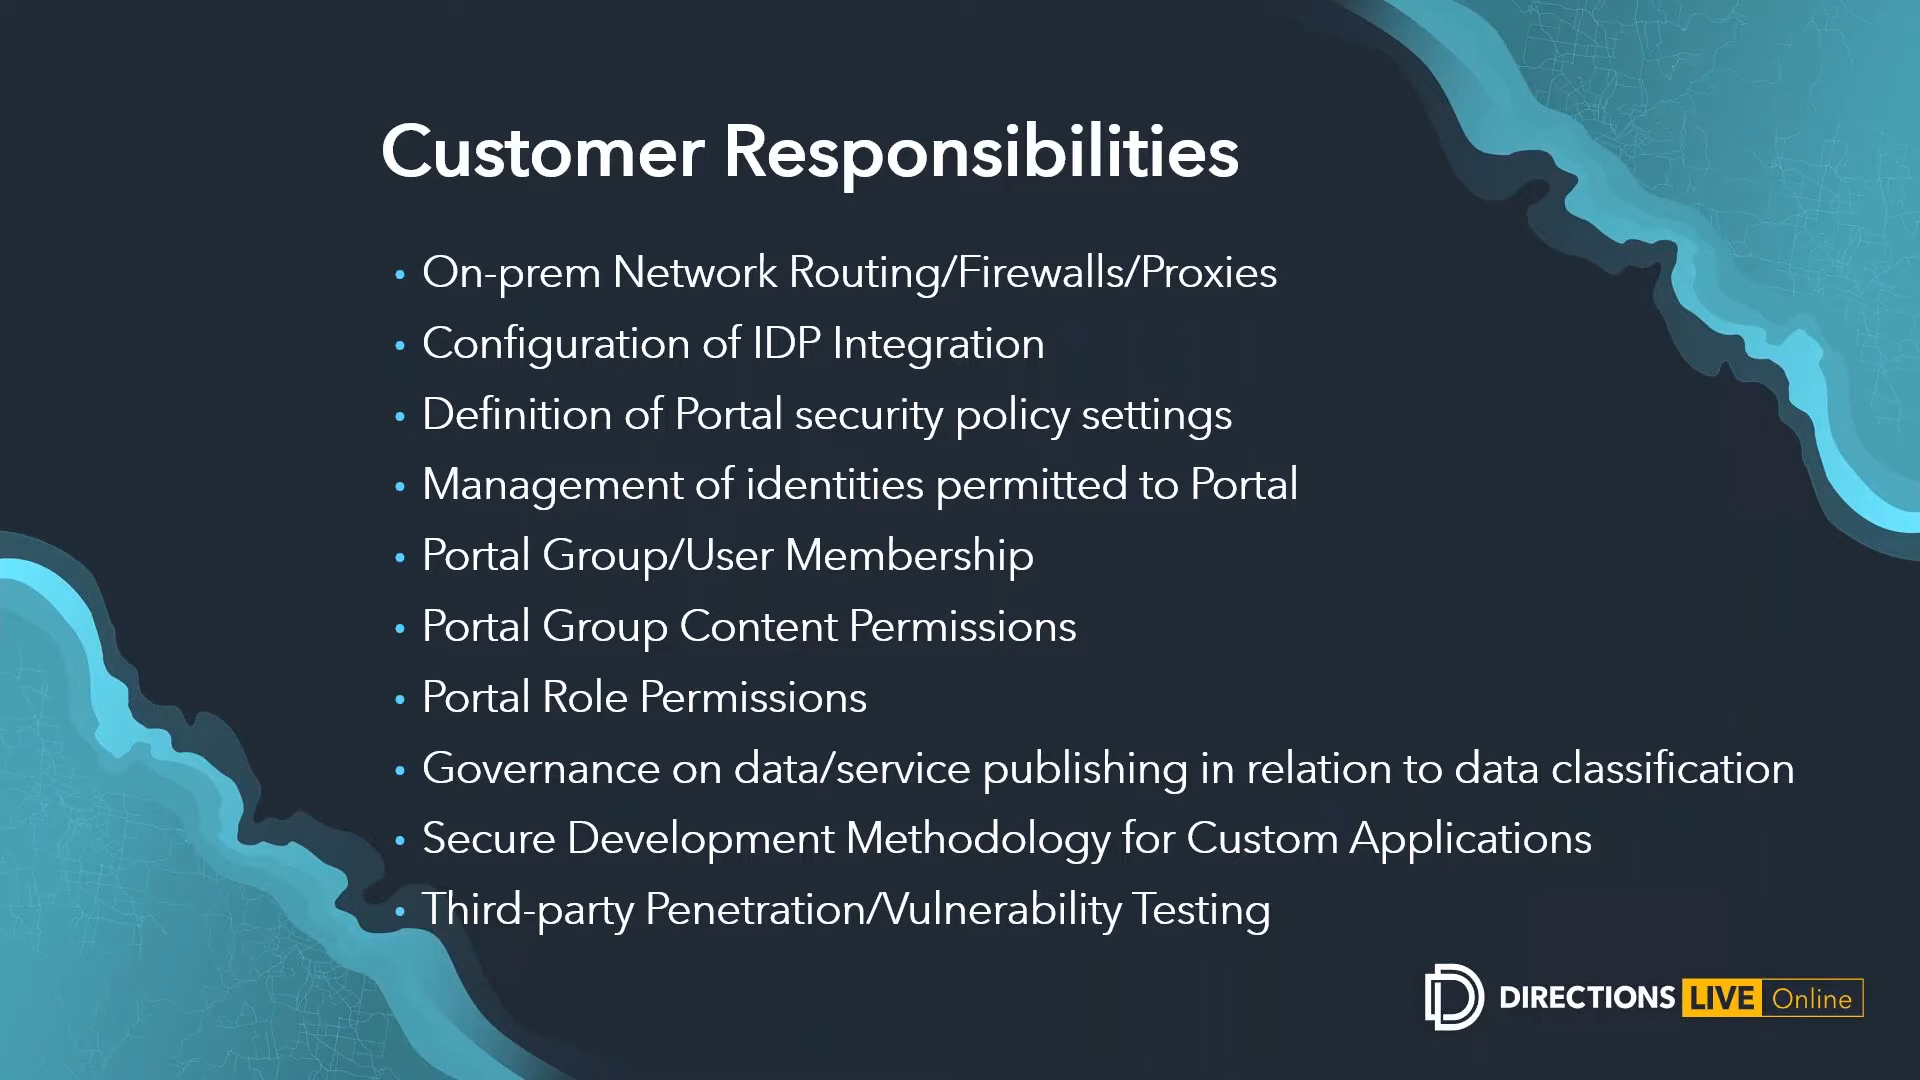 Customer Responsibilities
• On-prem Network Routing/Firewalls/Proxies
• Configuration of IDP Integration
• Definition of Portal security policy settings
• Management of identities permitted to Portal
• Portal Group/User Membership
• Portal Group Content Permissions
• Portal Role Permissions
• Governance on data/service publishing in relation to data classification
• Secure Development Methodology for Custom Applications
• Third-party Penetration/Vulnerability Testing
DIRECTIONS LIVE Online